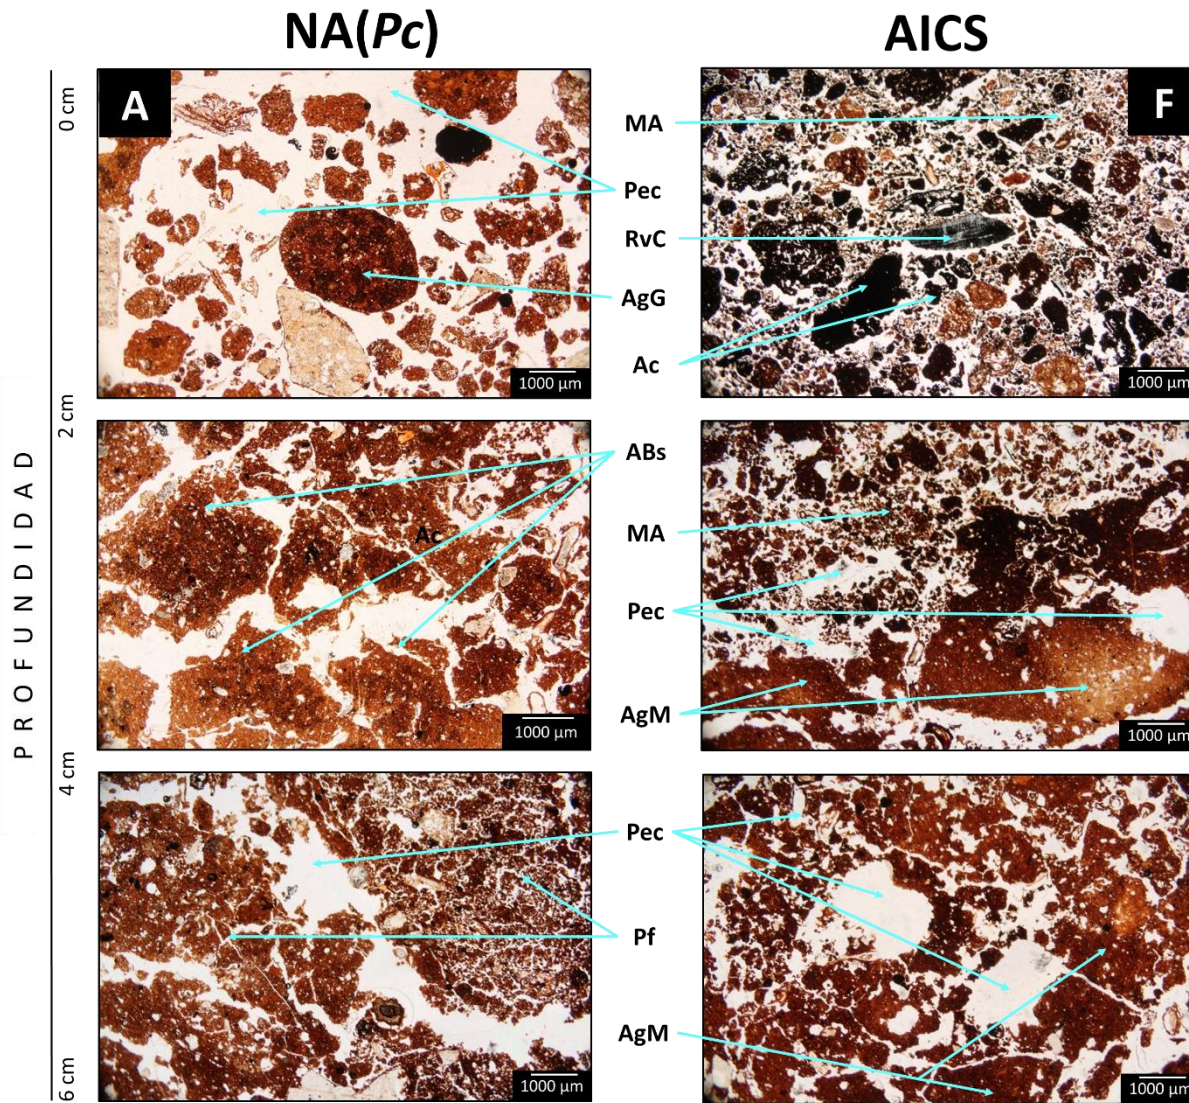 NA(Pc)
AICS
A
F
0 cm
2 cm
4 cm
6 cm
PROFUNDIDAD
MA
Pec
RvC
AgG
Ac
1000 µm
1000 µm
ABs
Ac
MA
Pec
AgM
1000 µm
1000 µm
Pec
Pf
AgM
1000 µm
1000 µm